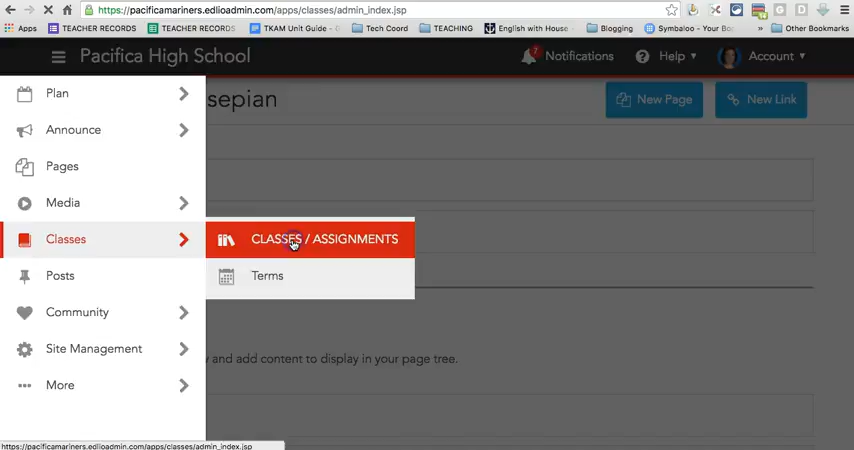 https://pacificamariners.edlioadmin.com/apps/classes/admin_index.jsp
Apps TEACHER RECORDS TEACHER RECORDS TKAM Unit Guide - D Tech Coord TEACHING English with House Blogging Symbaloo - Your Bo » Other Bookmarks
Pacifica High School 7 Notifications Help Account
sepian New Page New Link
Plan
Announce
Pages
Media
Classes CLASSES / ASSIGNMENTS
Posts Terms
Community
Site Management
y and add content to display in your page tree.
More
https://pacificamariners.edlioadmin.com/apps/classes/admin_index.jsp